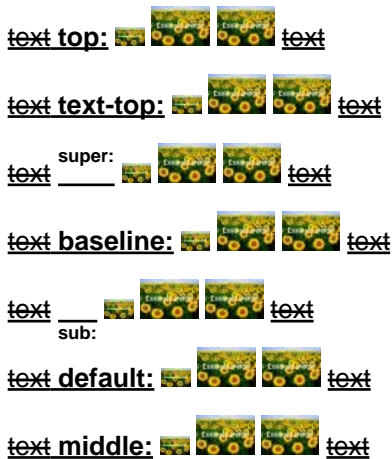 text top: text
text text-top: text
text super: text
text baseline: text
text sub: text
text default: text
text middle: text